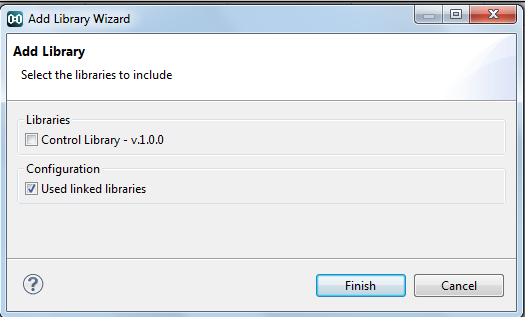 Add Library Wizard
Add Library
Select the libraries to include
Libraries
Control Library - v.1.0.0
Configuration
Used linked libraries
?
Finish
Cancel